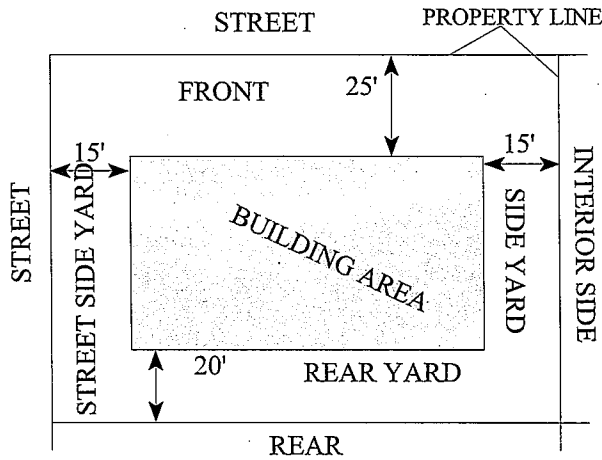 STREET
PROPERTY LINE
FRONT
25'
15'
15'
STREET
STREET SIDE YARD
BUILDING AREA
SIDE YARD
INTERIOR SIDE
20'
REAR YARD
REAR